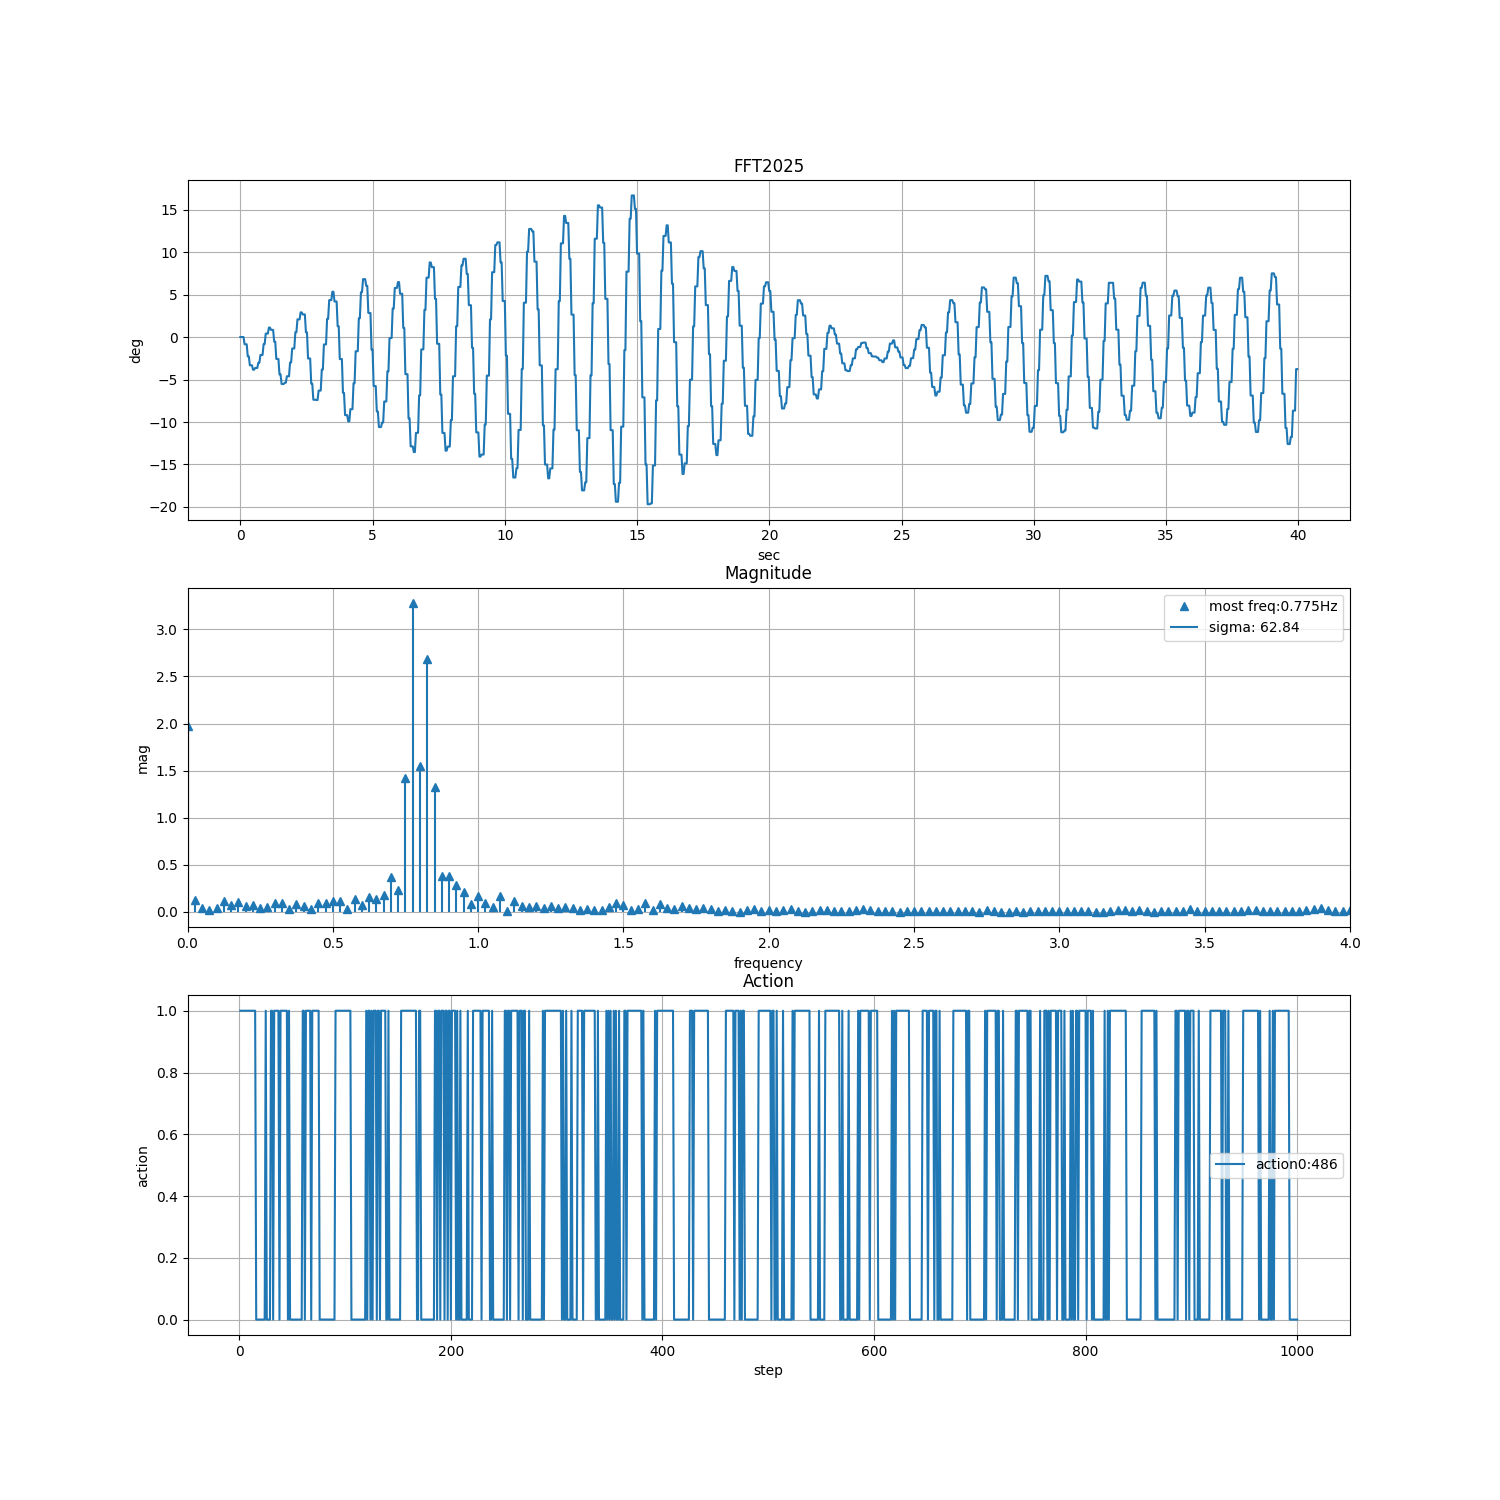 FFT2025
15
10
5
0
−5
−10
−15
−20
deg
0 5 10 15 20 25 30 35 40
sec
Magnitude
most freq:0.775Hz
sigma: 62.84
3.0
2.5
2.0
1.5
1.0
0.5
0.0
mag
0.0 0.5 1.0 1.5 2.0 2.5 3.0 3.5 4.0
frequency
Action
1.0
0.8
0.6
0.4
0.2
0.0
action
action0:486
0 200 400 600 800 1000
step